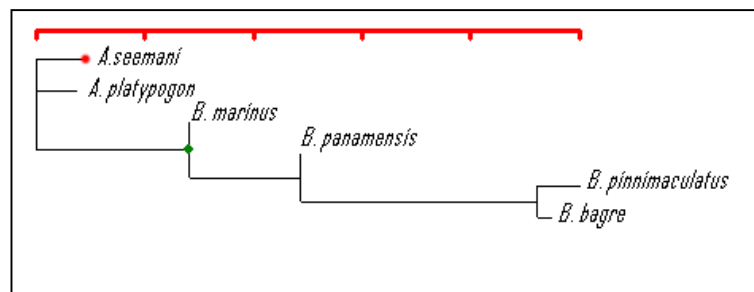 A.seemani
A. platypogon
B. marinus
B. panamensis
B. pinnimaculatus
B. bagre